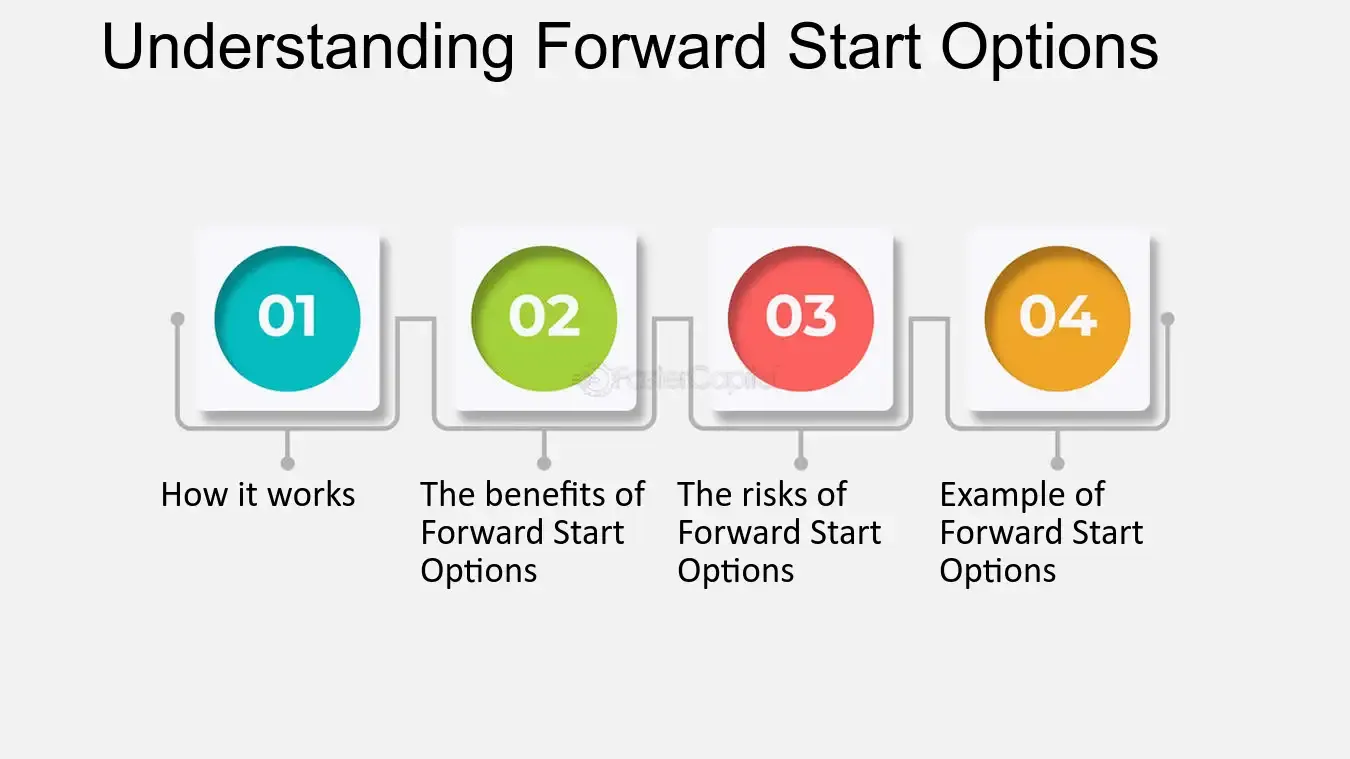 Understanding Forward Start Options
01
02
03
04
FasterCapital
How it works
The benefits of
Forward Start
Options
The risks of
Forward Start
Options
Example of
Forward Start
Options